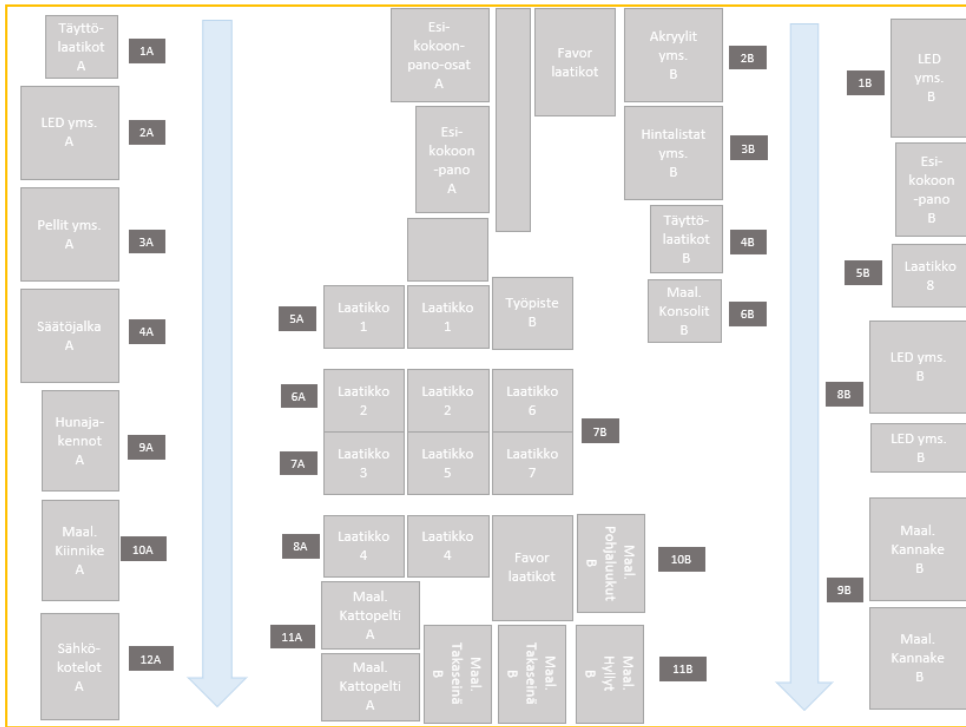 Täyttö-
laatikot
A
1A
LED yms.
A
2A
Pellit yms.
A
3A
Säätöjalka
A
4A
Hunaja-
kennot
A
9A
Maal.
Kiinnike
A
10A
Sähkö-
kotelot
A
12A
Esi-
kokoon-
pano-osat
A
Esi-
kokoon
-pano
A
Favor
laatikot
5A
Laatikko
1
Laatikko
1
Työpiste
B
6A
Laatikko
2
Laatikko
2
Laatikko
6
7A
Laatikko
3
Laatikko
5
Laatikko
7
7B
8A
Laatikko
4
Laatikko
4
Favor
laatikot
Maal.
Pohjaluukut
B
10B
11A
Maal.
Kattopelti
A
Maal.
Kattopelti
A
Maal.
Takaseinä
B
Maal.
Takaseinä
B
Maal.
Hyllyt
B
11B
Akryylit
yms.
B
2B
Hintalistat
yms.
B
3B
Täyttö-
laatikot
B
4B
Maal.
Konsolit
B
6B
1B
LED
yms.
B
Esi-
kokoon
-pano
B
5B
Laatikko
8
LED yms.
B
8B
LED yms.
B
Maal.
Kannake
B
9B
Maal.
Kannake
B